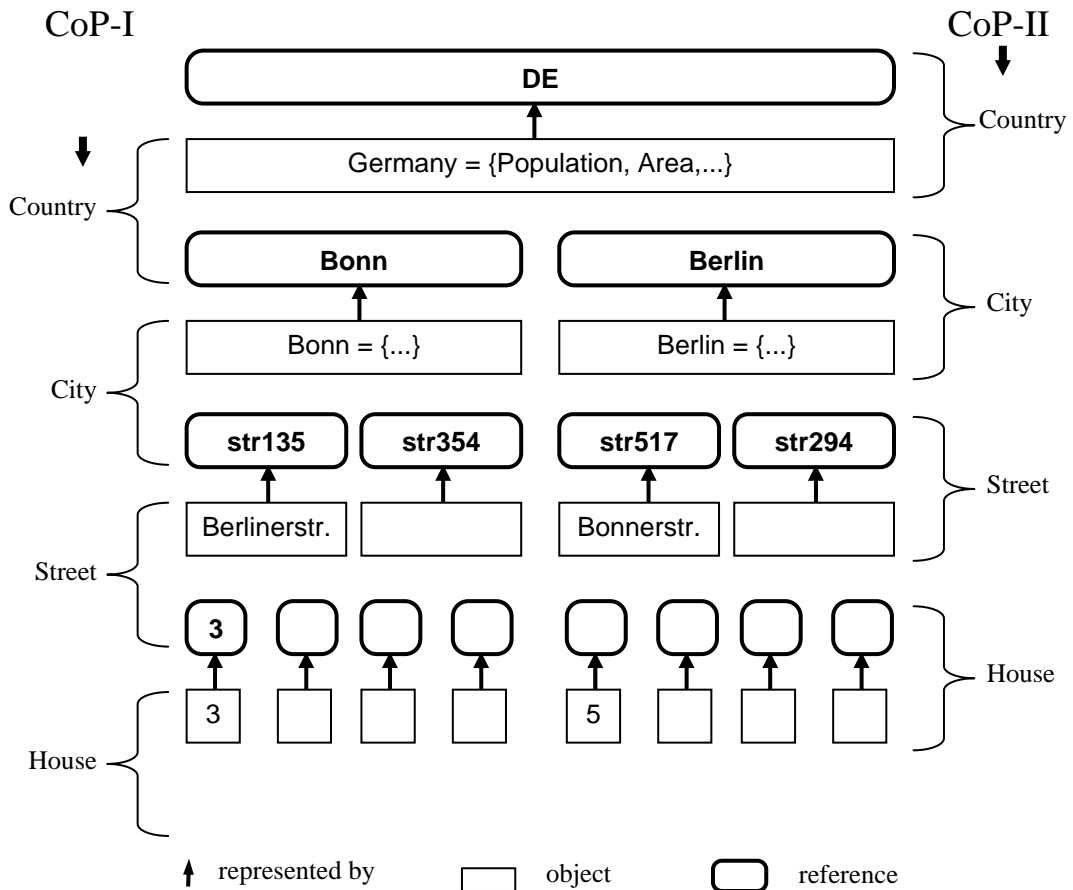 CoP-I
CoP-II
DE
Country
Germany = {Population, Area,...}
Country
Bonn
Berlin
City
Bonn = {...}
Berlin = {...}
City
str135
str354
str517
str294
Street
Berlinerstr.
Bonnerstr.
Street
3
House
3
5
House
represented by
object
reference